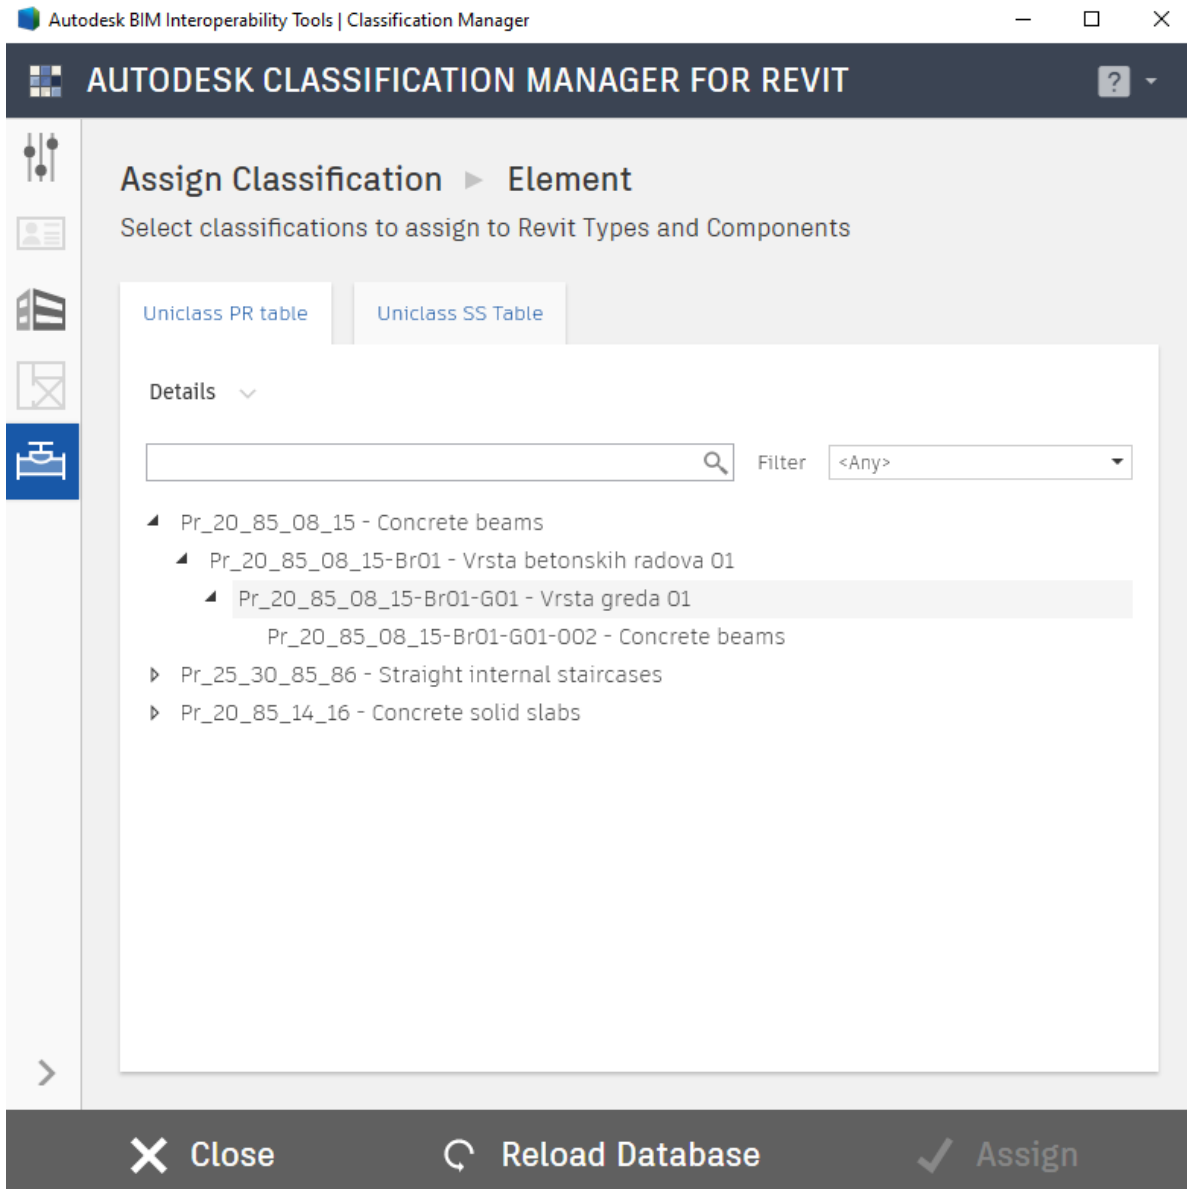 Autodesk BIM Interoperability Tools | Classification Manager
AUTODESK CLASSIFICATION MANAGER FOR REVIT
?
Assign Classification ▶ Element
Select classifications to assign to Revit Types and Components
Uniclass PR table
Uniclass SS Table
Details
Filter
<Any>
Pr_20_85_08_15 - Concrete beams
Pr_20_85_08_15-Br01 - Vrsta betonskih radova 01
Pr_20_85_08_15-Br01-G01 - Vrsta greda 01
Pr_20_85_08_15-Br01-G01-002 - Concrete beams
Pr_25_30_85_86 - Straight internal staircases
Pr_20_85_14_16 - Concrete solid slabs
Close
Reload Database
Assign